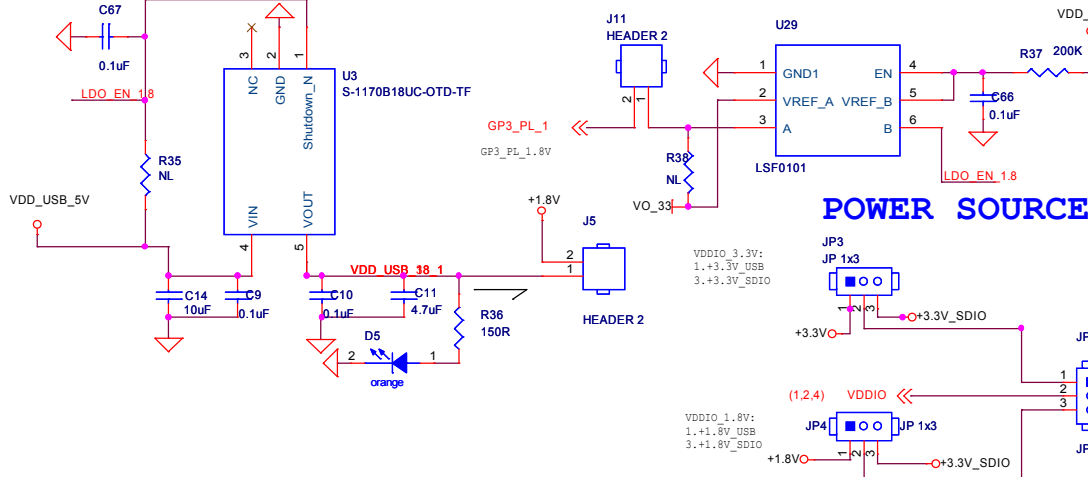 C67
0.1uF
LDO_EN_1.8
R35
NL
VDD_USB_5V
3
2
1
NC
GND
Shutdown_N
U3
S-1170B18UC-OTD-TF
VIN
VOUT
4
5
VDD_USB_38_1
C14
10uF
C9
0.1uF
C10
0.1uF
C11
4.7uF
R36
150R
D5
2
1
orange
+1.8V
J5
2
1
HEADER 2
J11
HEADER 2
2
1
GP3_PL_1
GP3_PL_1.8V
R38
NL
VO_33
U29
1
GND1
EN
4
2
VREF_A
VREF_B
5
3
A
B
6
LSF0101
VDD_
R37
200K
C66
0.1uF
LDO_EN_1.8
POWER SOURCE
VDDIO_3.3V:
1.+3.3V_USB
3.+3.3V_SDIO
JP3
JP 1x3
1
2
3
+3.3V
+3.3V_SDIO
(1,2,4)
VDDIO
JP
1
2
3
JP
VDDIO_1.8V:
1.+1.8V_USB
3.+1.8V_SDIO
JP4
JP 1x3
1
2
3
+1.8V
+3.3V_SDIO